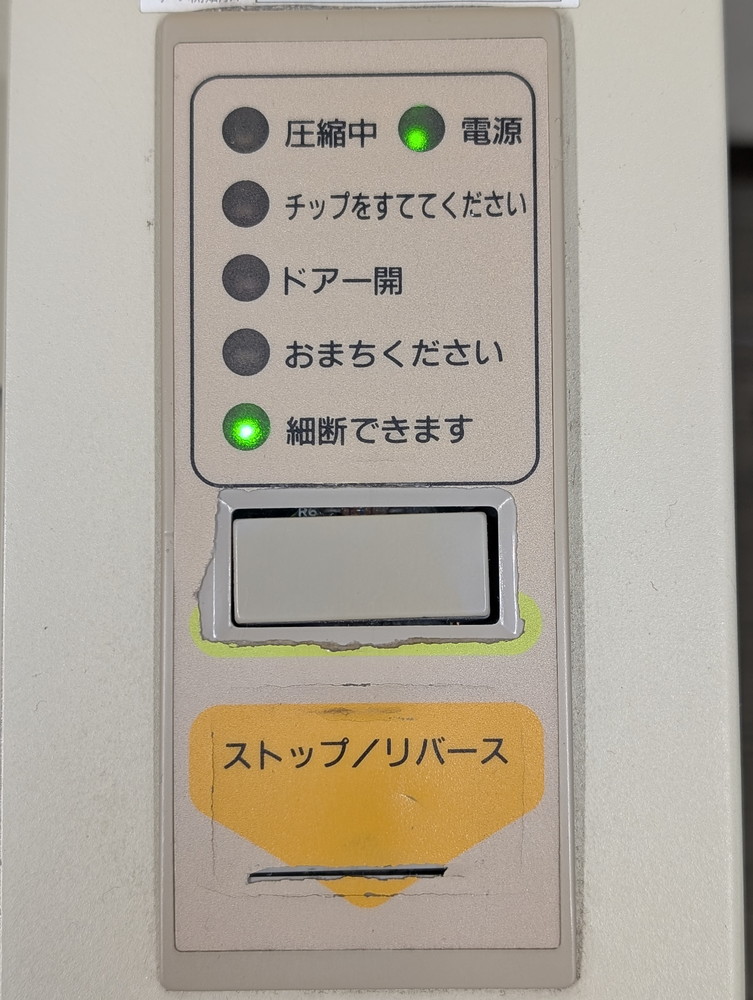 圧縮中 電源
チップをすててください
ドアー開
おまちください
細断できます
ストップ／リバース